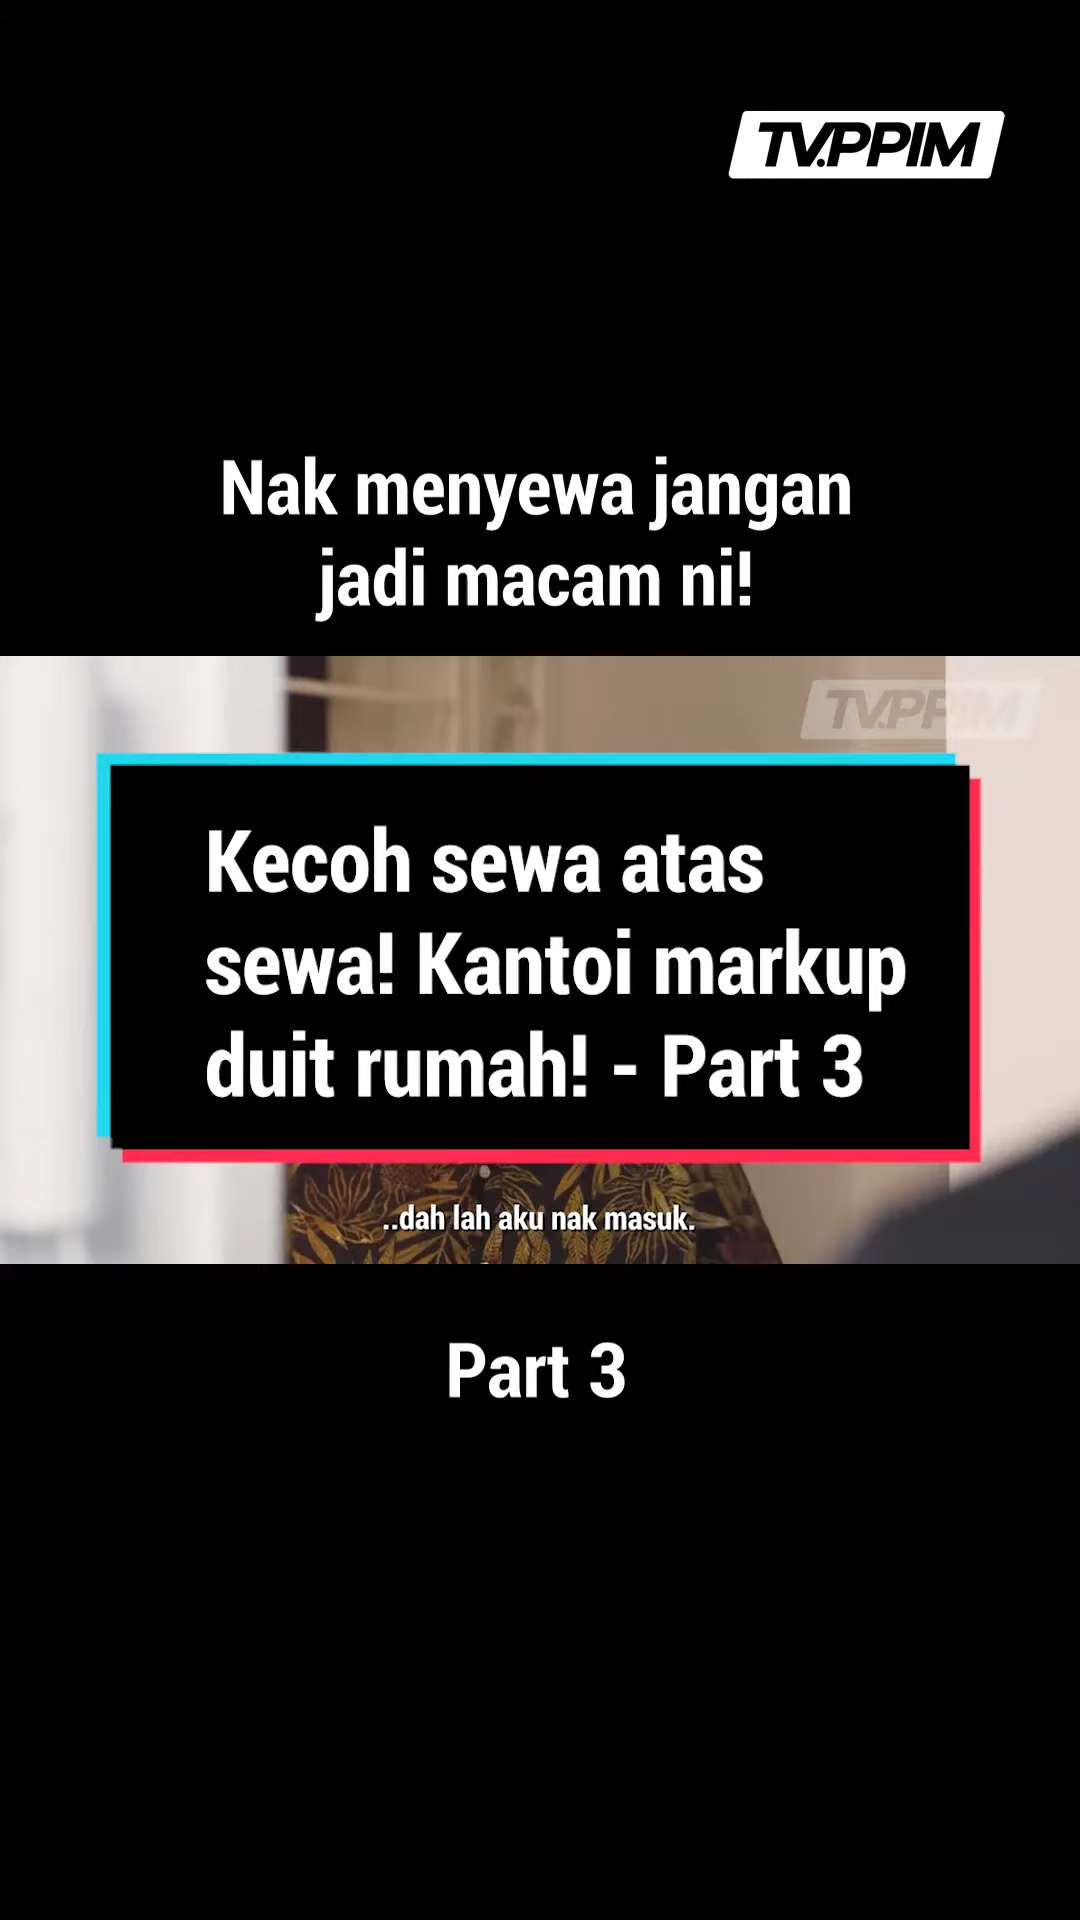 TV.PPIM
Nak menyewa jangan
jadi macam ni!
TV.PPIM
Kecoh sewa atas
sewa! Kantoi markup
duit rumah! - Part 3
..dah lah aku nak masuk.
Part 3